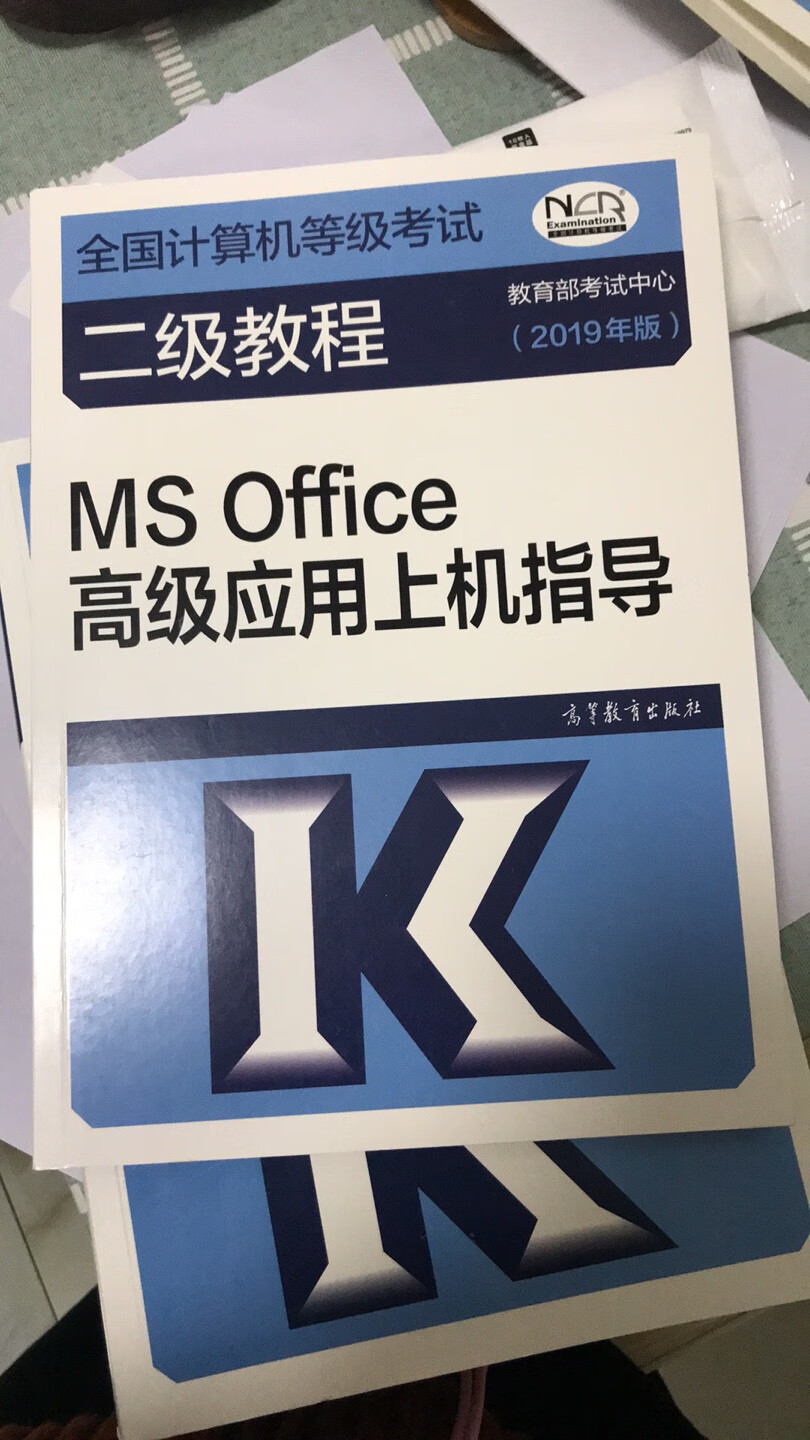 全国计算机等级考试
NCR
Examination
二级教程
教育部考试中心
（2019年版）
MS Office
高级应用上机指导
高等教育出版社
K
K